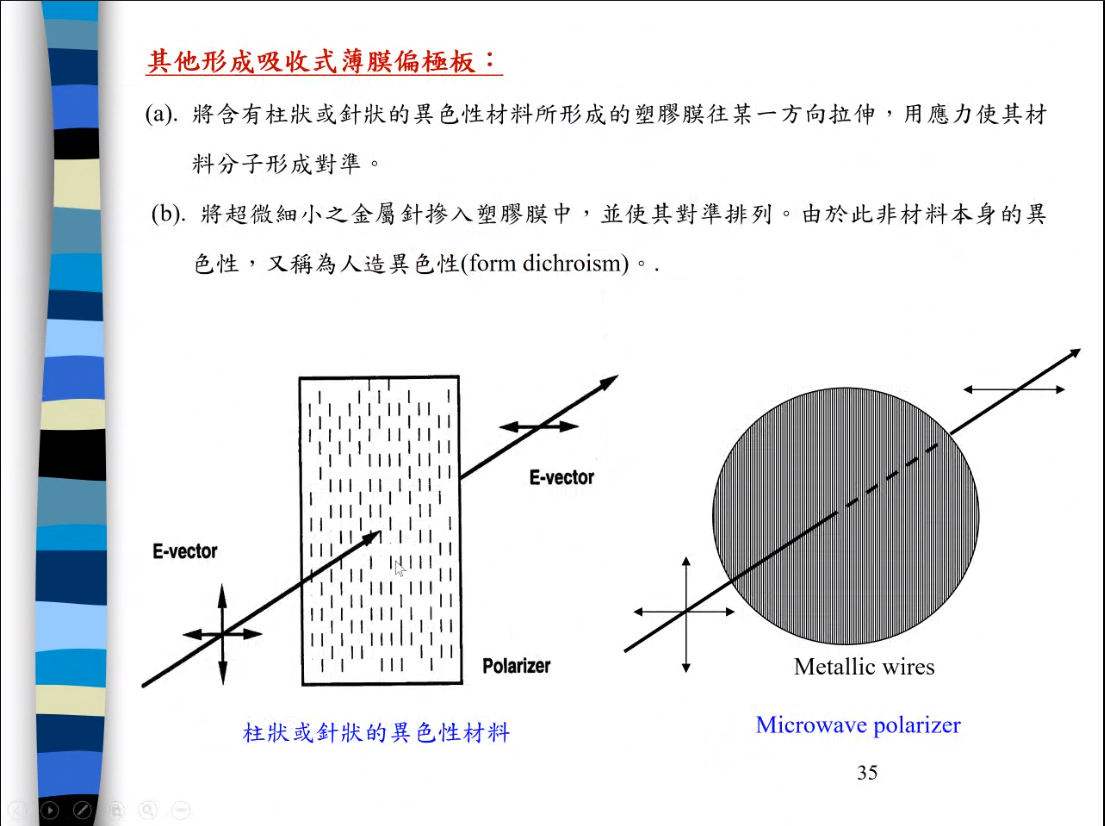 其他形成吸收式薄膜偏極板：
(a). 將含有柱狀或針狀的異色性材料所形成的塑膠膜往某一方向拉伸，用應力使其材
料分子形成對準。
(b). 將超微細小之金屬針摻入塑膠膜中，並使其對準排列。由於此非材料本身的異
色性，又稱為人造異色性(form dichroism)。.
E-vector
E-vector
Polarizer
柱狀或針狀的異色性材料
Metallic wires
Microwave polarizer
35